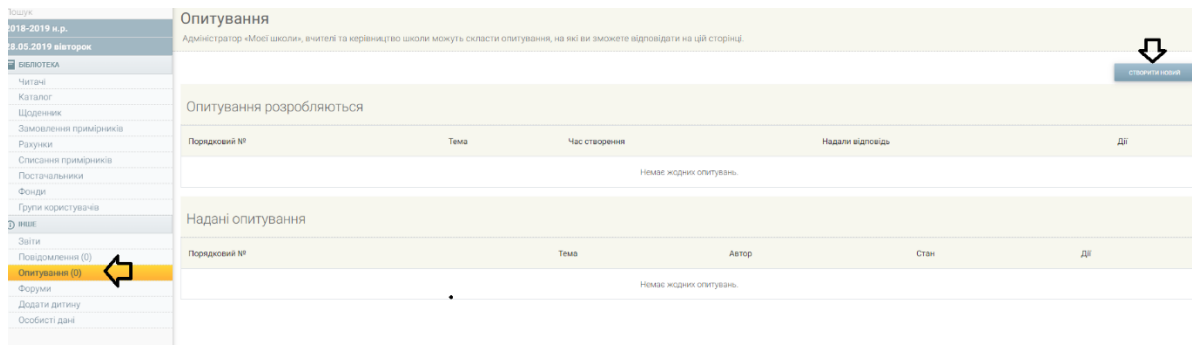 Пошук
2018-2019 н.р.
28.05.2019 вівторок
БІБЛІОТЕКА
Читачі
Каталог
Щоденник
Замовлення примірників
Рахунки
Списання примірників
Постачальники
Фонди
Групи користувачів
ІНШЕ
Звіти
Повідомлення (0)
Опитування (0)
Форуми
Додати дитину
Особисті дані
Опитування
Адміністратор «Моєї школи», вчителі та керівництво школи можуть скласти опитування, на які ви зможете відповідати на цій сторінці.
СТВОРИТИ НОВИЙ
Опитування розробляються
Порядковий № Тема Час створення Надали відповідь Дії
Немає жодних опитувань.
Надані опитування
Порядковий № Тема Автор Стан Дії
Немає жодних опитувань.